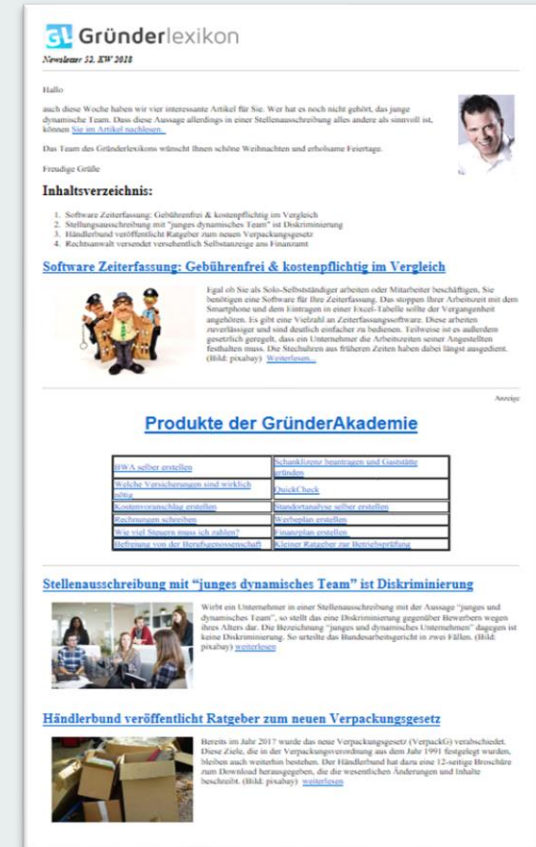 GL Gründerlexikon
Newsletter 52. KW 2018
Hallo
auch diese Woche haben wir vier interessante Artikel für Sie. Wer hat es noch nicht gehört, das junge
dynamische Team. Dass diese Aussage allerdings in einer Stellenausschreibung alles andere als sinnvoll ist,
können Sie im Artikel nachlesen.
Das Team des Gründerlexikons wünscht Ihnen schöne Weihnachten und erholsame Feiertage.
Freudige Grüße
Inhaltsverzeichnis:
1. Software Zeiterfassung: Gebührenfrei & kostenpflichtig im Vergleich
2. Stellungsausschreibung mit "junges dynamisches Team" ist Diskriminierung
3. Händlerbund veröffentlicht Ratgeber zum neuen Verpackungsgesetz
4. Rechtsanwalt versendet versehentlich Selbstanzeige ans Finanzamt
Software Zeiterfassung: Gebührenfrei & kostenpflichtig im Vergleich
Egal ob Sie als Solo-Selbstständiger arbeiten oder Mitarbeiter beschäftigen, Sie
benötigen eine Software für Ihre Zeiterfassung. Das stoppen Ihrer Arbeitszeit mit dem
Smartphone und dem Eintragen in einer Excel-Tabelle sollte der Vergangenheit
angehören. Es gibt eine Vielzahl an Zeiterfassungssoftware. Diese arbeiten
zuverlässiger und sind deutlich einfacher zu bedienen. Teilweise ist es außerdem
gesetzlich geregelt, dass ein Unternehmer die Arbeitszeiten seiner Angestellten
festhalten muss. Die Stechuhren aus früheren Zeiten haben dabei längst ausgedient.
(Bild: pixabay) Weiterlesen...
Anzeige
Produkte der GründerAkademie
BWA selber erstellen
Schanklizenz beantragen und Gaststätte
gründen
Welche Versicherungen sind wirklich
nötig
QuickCheck
Kostenvoranschlag erstellen
Standortanalyse selber erstellen
Rechnungen schreiben
Werbeplan erstellen
Wie viel Steuern muss ich zahlen?
Finanzplan erstellen
Befreiung von der Berufsgenossenschaft
Kleiner Ratgeber zur Betriebsprüfung
Stellenausschreibung mit “junges dynamisches Team” ist Diskriminierung
Wirbt ein Unternehmer in einer Stellenausschreibung mit der Aussage “junges und
dynamisches Team”, so stellt das eine Diskriminierung gegenüber Bewerbern wegen
ihres Alters dar. Die Bezeichnung “junges und dynamisches Unternehmen” dagegen ist
keine Diskriminierung. So urteilte das Bundesarbeitsgericht in zwei Fällen. (Bild:
pixabay) weiterlesen
Händlerbund veröffentlicht Ratgeber zum neuen Verpackungsgesetz
Bereits im Jahr 2017 wurde das neue Verpackungsgesetz (VerpackG) verabschiedet.
Diese Ziele, die in der Verpackungsverordnung aus dem Jahr 1991 festgelegt wurden,
bleiben auch weiterhin bestehen. Der Händlerbund hat dazu eine 12-seitige Broschüre
zum Download herausgegeben, die die wesentlichen Änderungen und Inhalte
beschreibt. (Bild: pixabay) weiterlesen